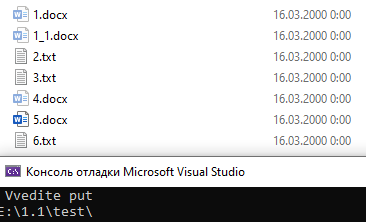 1.docx 16.03.2000 0:00
1_1.docx 16.03.2000 0:00
2.txt 16.03.2000 0:00
3.txt 16.03.2000 0:00
4.docx 16.03.2000 0:00
5.docx 16.03.2000 0:00
6.txt 16.03.2000 0:00
Консоль отладки Microsoft Visual Studio
Vvedite put
E:\1.1\test\